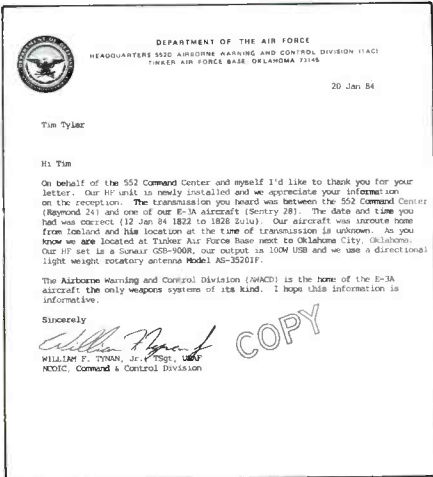 DEPARTMENT OF THE AIR FORCE
HEADQUARTERS 552D AIRBORNE WARNING AND CONTROL DIVISION (TAC)
TINKER AIR FORCE BASE, OKLAHOMA 73145
20 Jan 84
Tim Tyler
Hi Tim
On behalf of the 552 Command Center and myself I'd like to thank you for your
letter. Our HF unit is newly installed and we appreciate your information
on the reception. The transmission you heard was between the 552 Command Center
(Raymond 24) and one of our E-3A aircraft (Sentry 28). The date and time you
had was correct (12 Jan 84 1822 to 1828 Zulu). Our aircraft was inroute home
from Iceland and his location at the time of transmission is unknown. As you
know we are located at Tinker Air Force Base next to Oklahoma City, Oklahoma.
Our HF set is a Sunair GSB-900R, our output is 100W USB and we use a directional
light weight rotatory antenna Model AS-3520IF.
The Airborne Warning and Control Division (AWACD) is the home of the E-3A
aircraft the only weapons systems of its kind. I hope this information is
informative.
Sincerely
COPY
WILLIAM F. TYNAN, Jr., TSgt, USAF
NCOIC, Command & Control Division